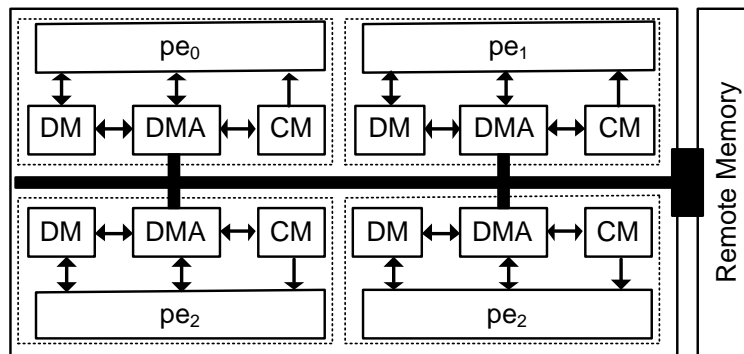 pe₀
pe₁
DM DMA CM
DM DMA CM
DM DMA CM
DM DMA CM
pe₂
pe₂
Remote Memory